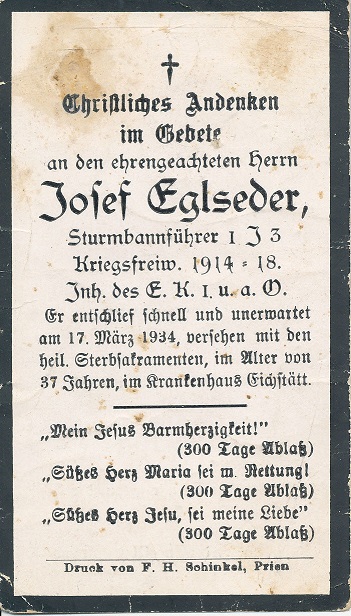 Christliches Andenken
im Gebete
an den ehrengeachteten Herrn
Josef Eglseder,
Sturmbannführer I J 3
Kriegsfreiw. 1914 - 18.
Inh. des E. K I. u. a. O.
Er entschlief schnell und unerwartet
am 17. März 1934, versehen mit den
heil. Sterbsakramenten, im Alter von
37 Jahren, im Krankenhaus Eichstätt.
„Mein Jesus Barmherzigkeit!"
(300 Tage Ablaß)
„Süßes Herz Maria sei m. Rettung!
(300 Tage Ablaß)
„Süßes Herz Jesu, sei meine Liebe"
(300 Tage Ablaß)
Druck von F. H. Schinkel, Prien